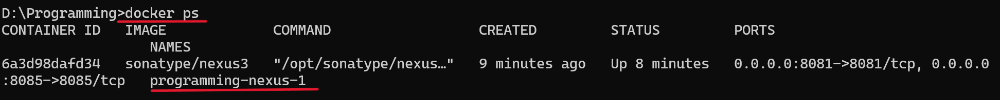 D:\Programming>docker ps
CONTAINER ID   IMAGE             COMMAND                  CREATED         STATUS         PORTS
                  NAMES
6a3d98dafd34   sonatype/nexus3   "/opt/sonatype/nexus…"   9 minutes ago   Up 8 minutes   0.0.0.0:8081->8081/tcp, 0.0.0.0
:8085->8085/tcp   programming-nexus-1